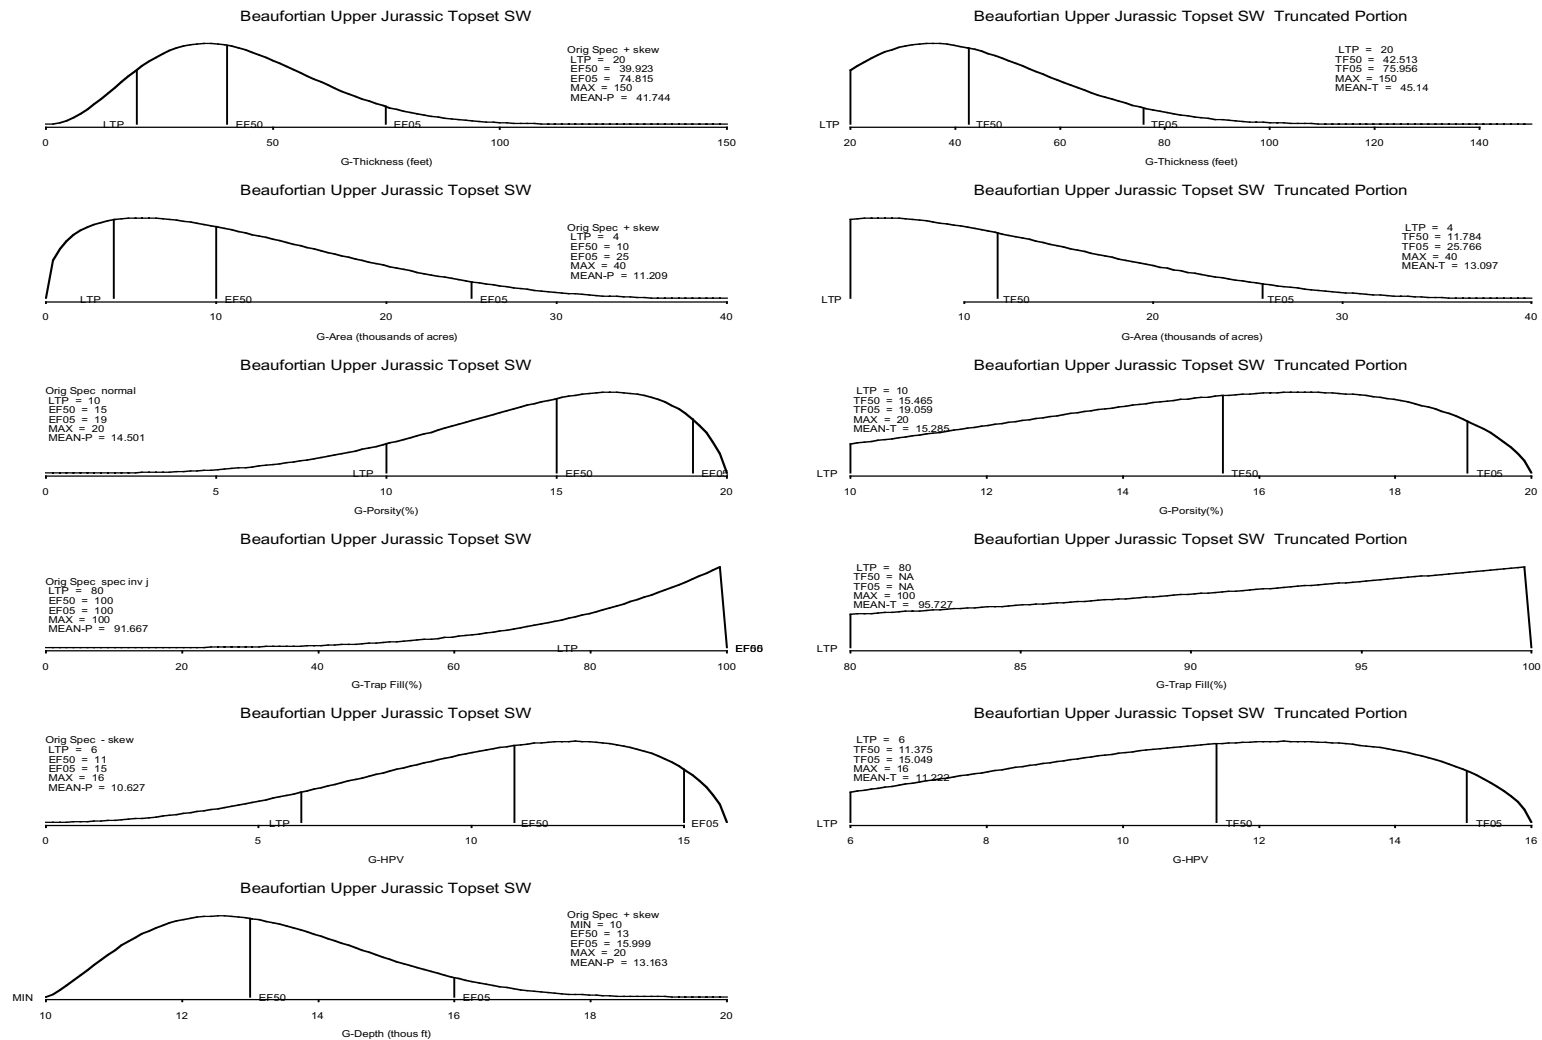 Beaufortian Upper Jurassic Topset SW
Orig Spec + skew
LTP = 20
EF50 = 39.923
EF05 = 74.815
MAX = 150
MEAN-P = 41.744
LTP EF50 EF05
0 50 100 150
G-Thickness (feet)
Beaufortian Upper Jurassic Topset SW Truncated Portion
LTP = 20
TF50 = 42.513
TF05 = 75.956
MAX = 150
MEAN-T = 45.14
LTP TF50 TF05
20 40 60 80 100 120 140
G-Thickness (feet)
Beaufortian Upper Jurassic Topset SW
Orig Spec + skew
LTP = 4
EF50 = 10
EF05 = 25
MAX = 40
MEAN-P = 11.209
LTP EF50 EF05
0 10 20 30 40
G-Area (thousands of acres)
Beaufortian Upper Jurassic Topset SW Truncated Portion
LTP = 4
TF50 = 11.784
TF05 = 25.766
MAX = 40
MEAN-T = 13.097
LTP TF50 TF05
10 20 30 40
G-Area (thousands of acres)
Beaufortian Upper Jurassic Topset SW
Orig Spec normal
LTP = 10
EF50 = 15
EF05 = 19
MAX = 20
MEAN-P = 14.501
LTP EF50 EF05
0 5 10 15 20
G-Porsity(%)
Beaufortian Upper Jurassic Topset SW Truncated Portion
LTP = 10
TF50 = 15.465
TF05 = 19.059
MAX = 20
MEAN-T = 15.285
LTP TF50 TF05
10 12 14 16 18 20
G-Porsity(%)
Beaufortian Upper Jurassic Topset SW
Orig Spec spec inv j
LTP = 80
EF50 = 100
EF05 = 100
MAX = 100
MEAN-P = 91.667
LTP
0 20 40 60 80 100
G-Trap Fill(%)
Beaufortian Upper Jurassic Topset SW Truncated Portion
LTP = 80
TF50 = NA
TF05 = NA
MAX = 100
MEAN-T = 95.727
LTP
80 85 90 95 100
G-Trap Fill(%)
Beaufortian Upper Jurassic Topset SW
Orig Spec - skew
LTP = 6
EF50 = 11
EF05 = 15
MAX = 16
MEAN-P = 10.627
LTP EF50 EF05
0 5 10 15
G-HPV
Beaufortian Upper Jurassic Topset SW Truncated Portion
LTP = 6
TF50 = 11.375
TF05 = 15.049
MAX = 16
MEAN-T = 11.222
LTP TF50 TF05
6 8 10 12 14 16
G-HPV
Beaufortian Upper Jurassic Topset SW
Orig Spec + skew
MIN = 10
EF50 = 13
EF05 = 15.999
MAX = 20
MEAN-P = 13.163
MIN EF50 EF05
10 12 14 16 18 20
G-Depth (thous ft)